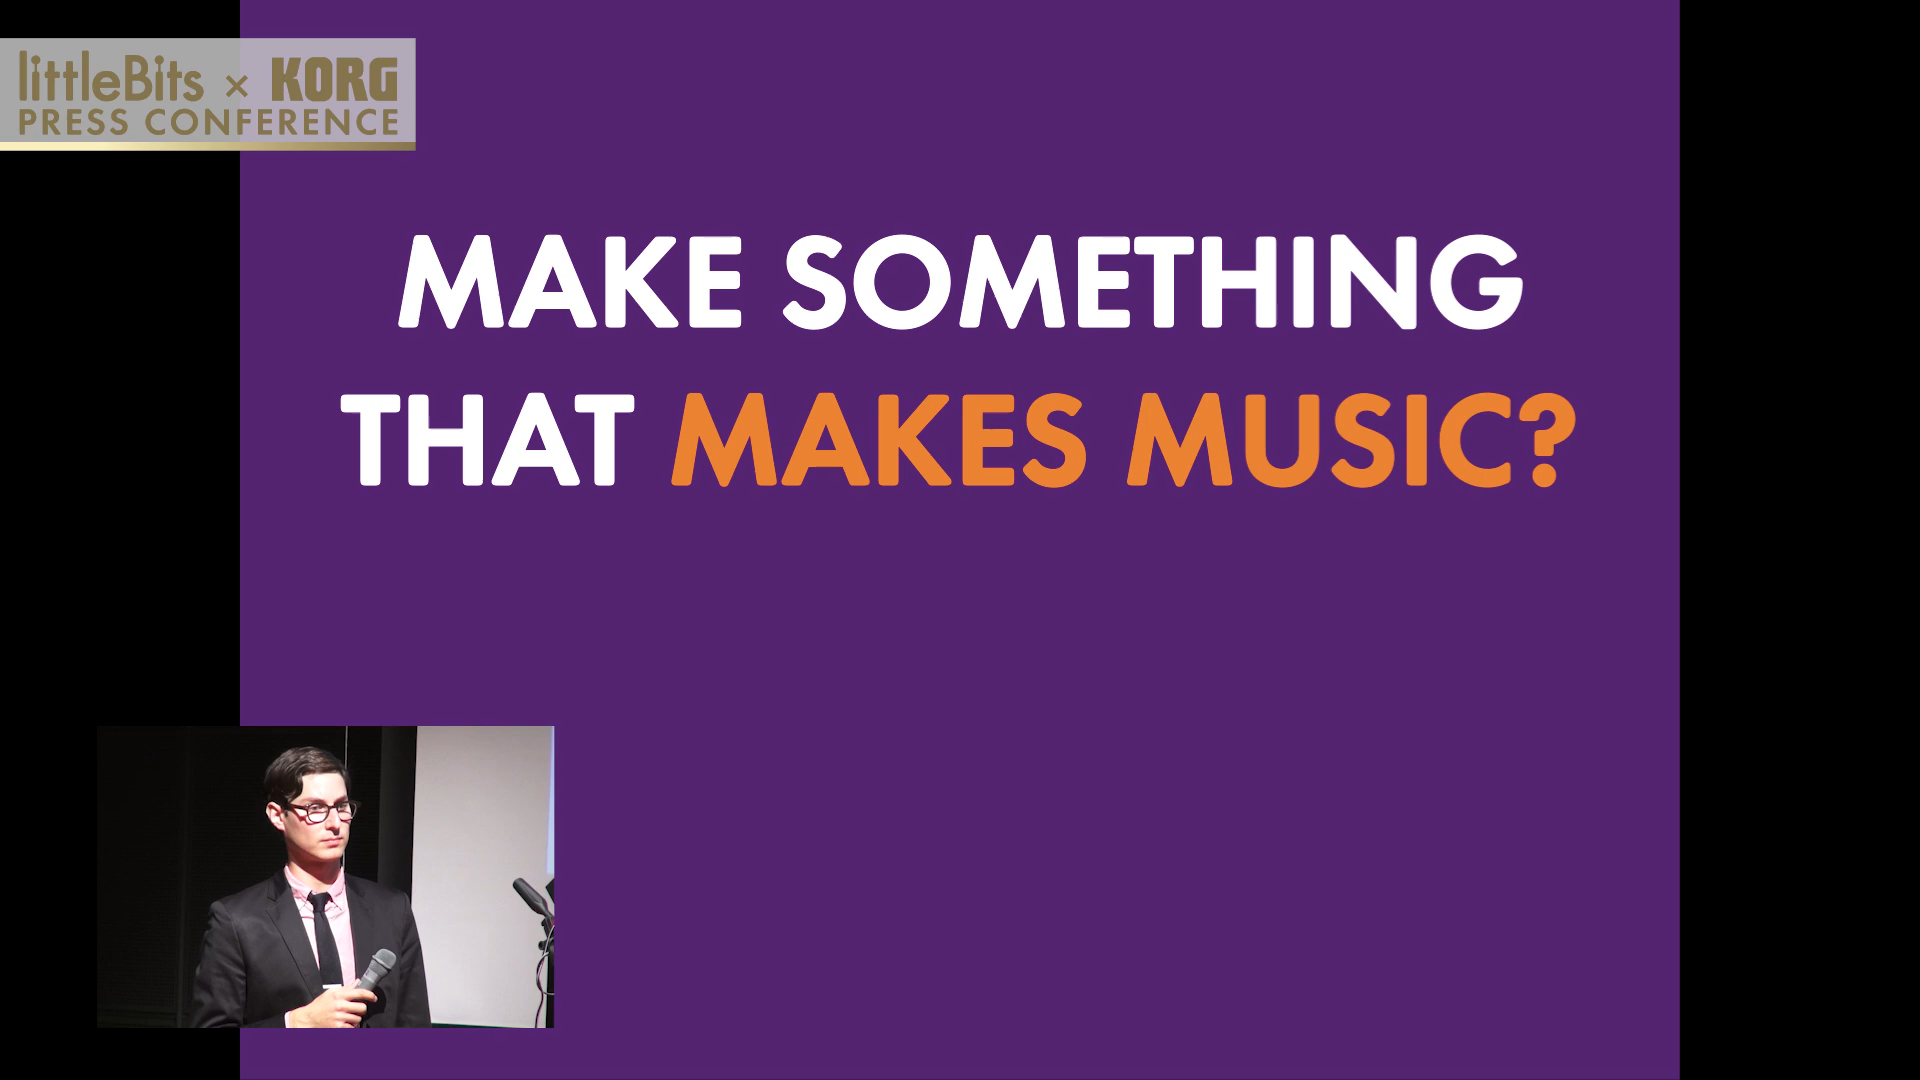 littleBits × KORG
PRESS CONFERENCE
MAKE SOMETHING
THAT MAKES MUSIC?